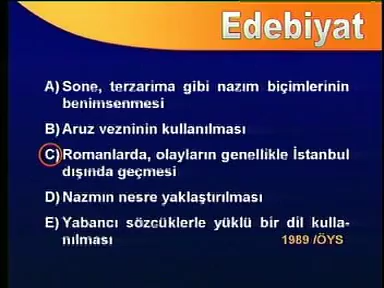 Edebiyat
A) Sone, terzarima gibi nazım biçimlerinin
benimsenmesi
B) Aruz vezninin kullanılması
C) Romanlarda, olayların genellikle İstanbul
dışında geçmesi
D) Nazmın nesre yaklaştırılması
E) Yabancı sözcüklerle yüklü bir dil kulla-
nılması 1989 /ÖYS